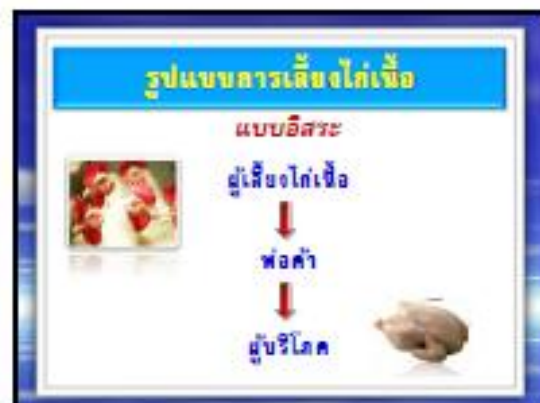 รูปแบบการเลี้ยงไก่เนื้อ
แบบอิสระ
ผู้เลี้ยงไก่เนื้อ
พ่อค้า
ผู้บริโภค